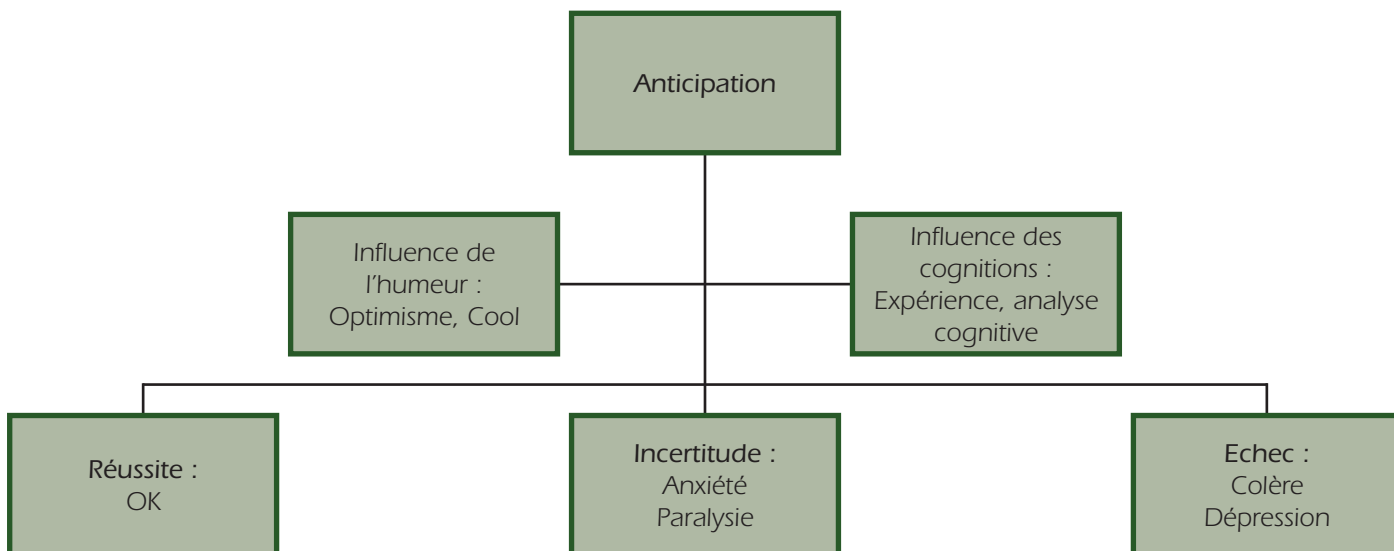 Anticipation
Influence de
l'humeur :
Optimisme, Cool
Influence des
cognitions :
Expérience, analyse
cognitive
Réussite :
OK
Incertitude :
Anxiété
Paralysie
Echec :
Colère
Dépression